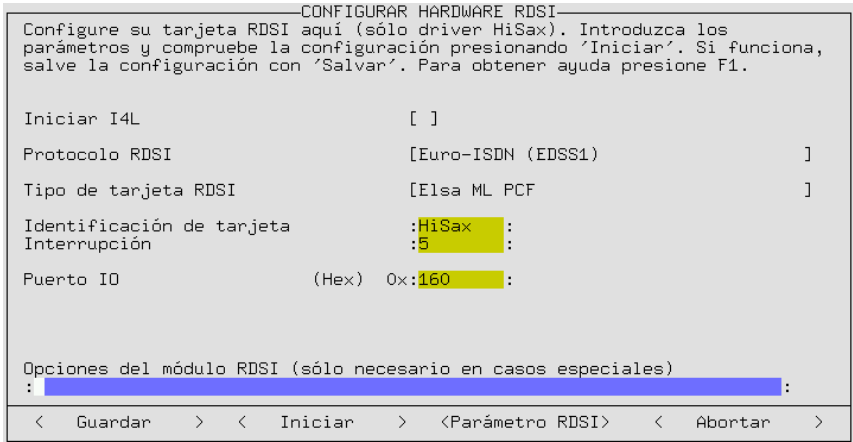 CONFIGURAR HARDWARE RDSI
Configure su tarjeta RDSI aquí (sólo driver HiSax). Introduzca los
parámetros y compruebe la configuración presionando ′Iniciar′. Si funciona,
salve la configuración con ′Salvar′. Para obtener ayuda presione F1.
Iniciar I4L [ ]
Protocolo RDSI [Euro-ISDN (EDSS1) ]
Tipo de tarjeta RDSI [Elsa ML PCF ]
Identificación de tarjeta :HiSax :
Interrupción :5 :
Puerto IO (Hex) 0x:160 :
Opciones del módulo RDSI (sólo necesario en casos especiales)
: :
< Guardar > < Iniciar > <Parámetro RDSI> < Abortar >